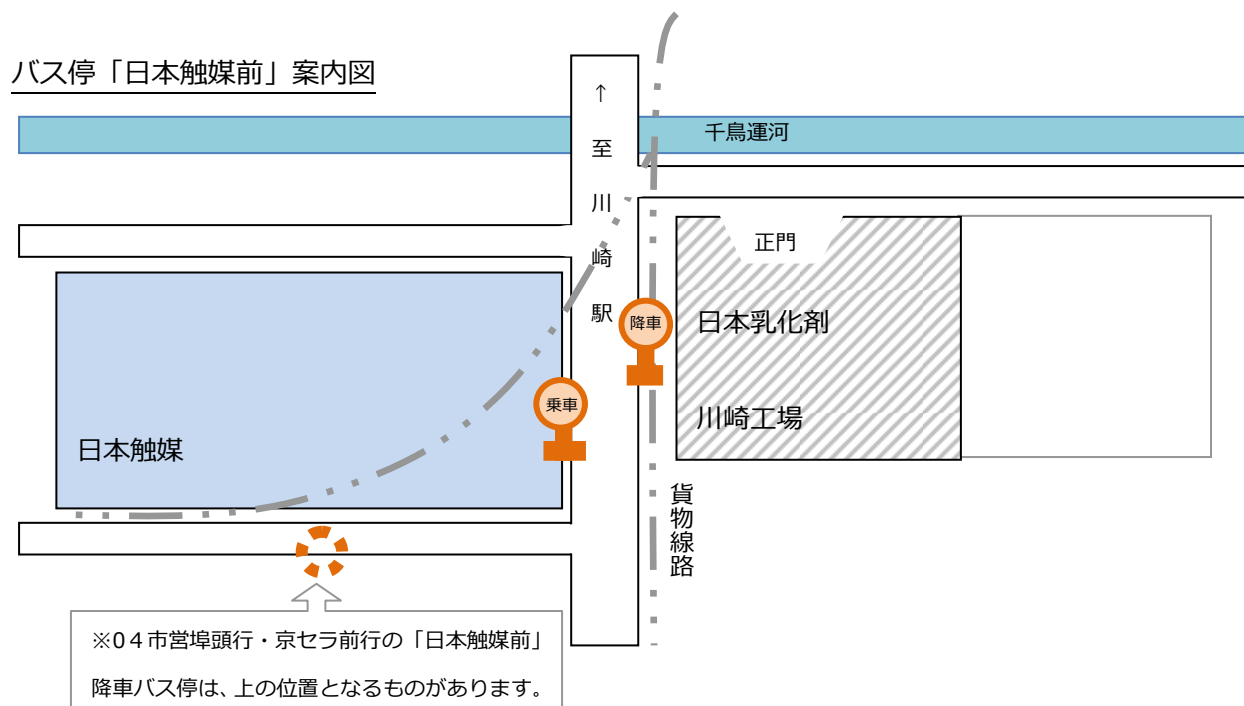 バス停「日本触媒前」案内図
↑至川崎駅
千鳥運河
正門
降車
日本乳化剤
川崎工場
乗車
日本触媒
貨物線路
※０４市営埠頭行・京セラ前行の「日本触媒前」
降車バス停は、上の位置となるものがあります。